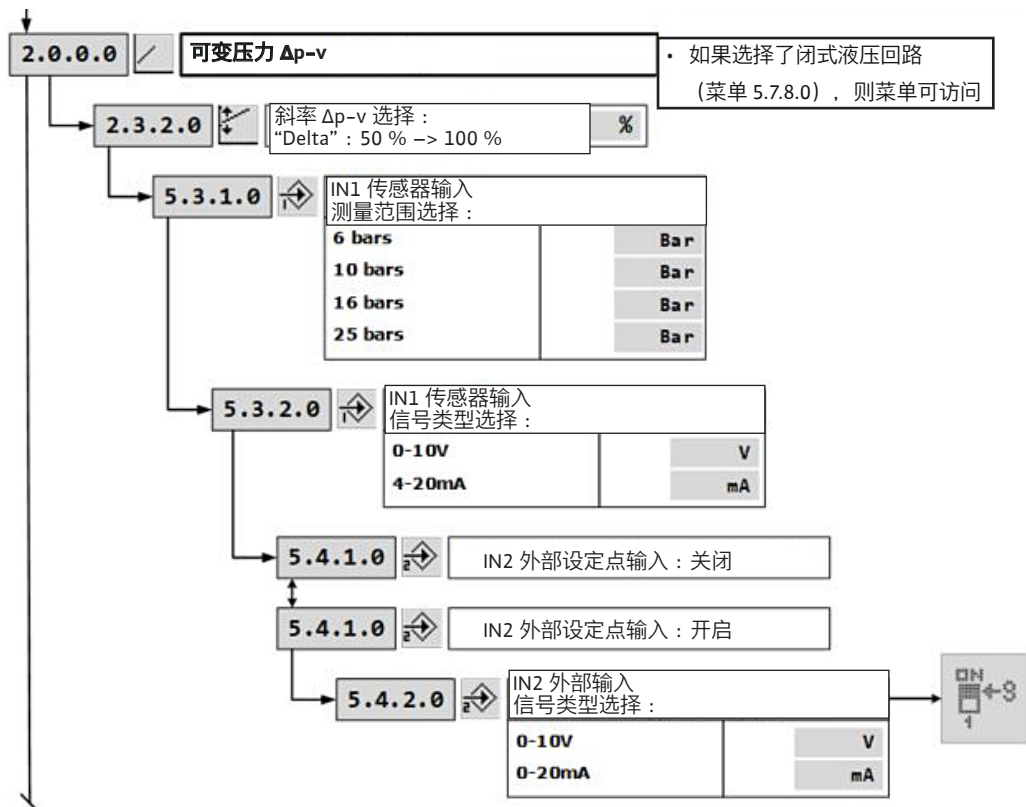 2.0.0.0
可变压力 Δp-v
• 如果选择了闭式液压回路
（菜单 5.7.8.0），则菜单可访问
2.3.2.0
斜率 Δp-v 选择：
“Delta”：50 % –> 100 %
%
5.3.1.0
1
IN1 传感器输入
测量范围选择：
6 bars Bar
10 bars Bar
16 bars Bar
25 bars Bar
5.3.2.0
1
IN1 传感器输入
信号类型选择：
0-10V V
4-20mA mA
5.4.1.0
2
IN2 外部设定点输入：关闭
5.4.1.0
2
IN2 外部设定点输入：开启
5.4.2.0
2
IN2 外部输入
信号类型选择：
0-10V V
0-20mA mA
ON
1